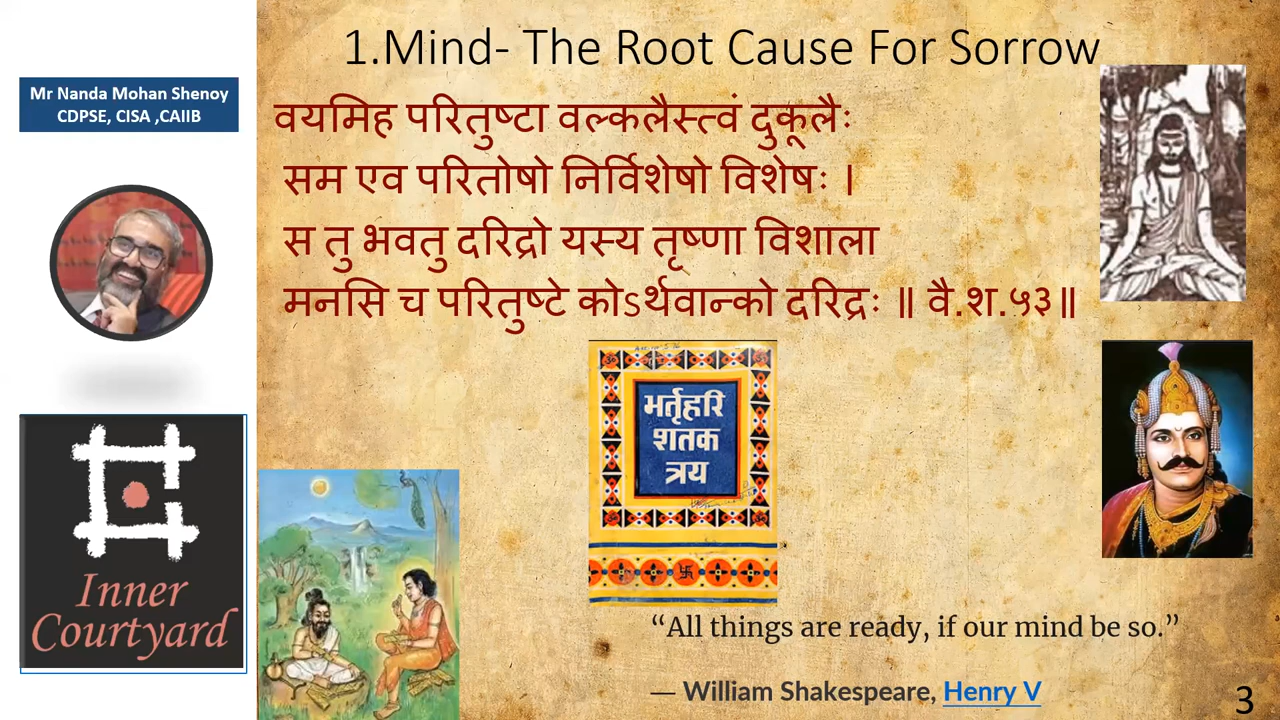 1.Mind- The Root Cause For Sorrow
Mr Nanda Mohan Shenoy
CDPSE, CISA ,CAIIB
वयमिह परितुष्टा वल्कलैस्त्वं दुकूलैः
सम एव परितोषो निर्विशेषो विशेषः ।
स तु भवतु दरिद्रो यस्य तृष्णा विशाला
मनसि च परितुष्टे कोऽर्थवान्को दरिद्रः ॥ वै.श.५३॥
भर्तृहरि
शतक
त्रय
Inner
Courtyard
“All things are ready, if our mind be so.”
― William Shakespeare, Henry V
3